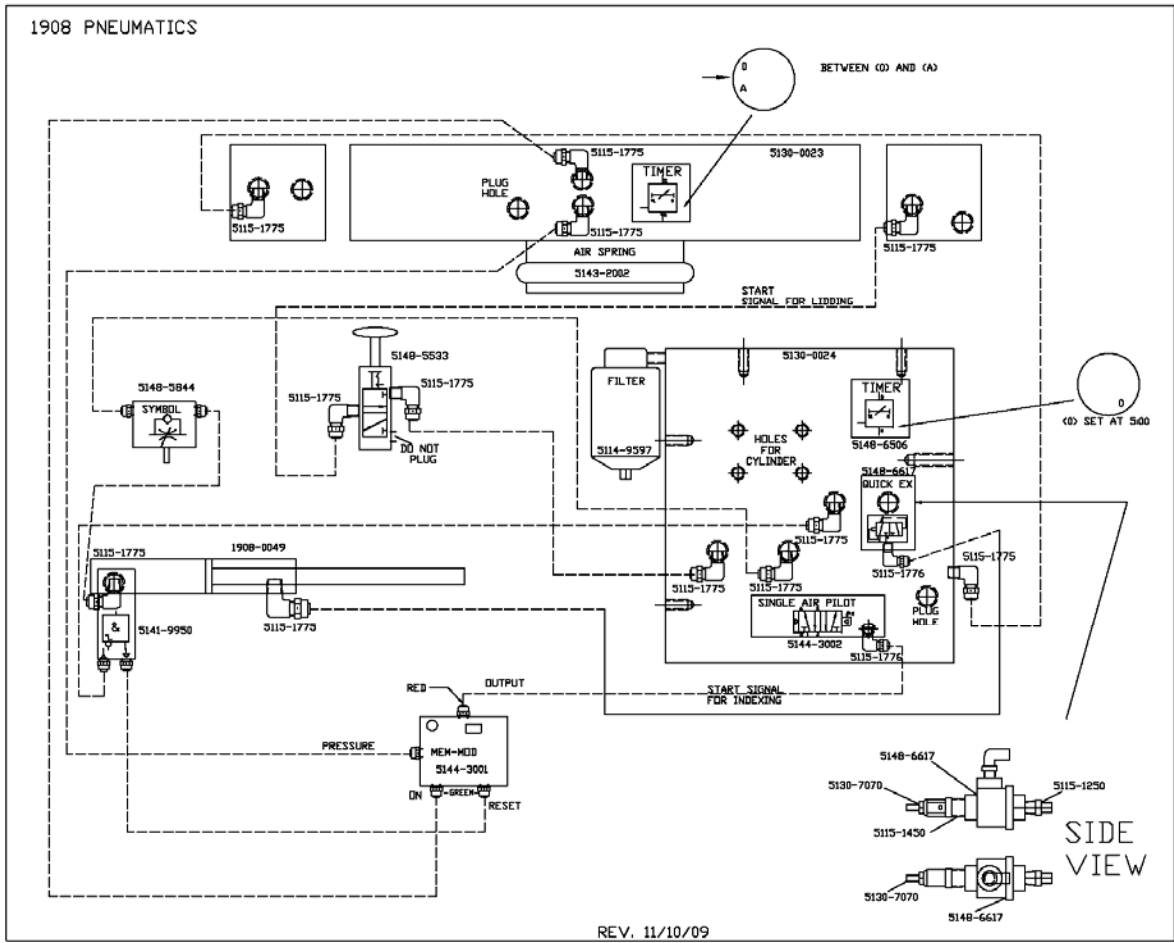 1908 PNEUMATICS
0
A
BETWEEN (0) AND (A)
5115-1775
5130-0023
TIMER
PLUG
HOLE
5115-1775
5115-1775
5115-1775
AIR SPRING
5143-2002
START
SIGNAL FOR LIDDING
5148-5533
5130-0024
5148-5844
5115-1775
FILTER
TIMER
SYMBOL
5115-1775
0
(0) SET AT 5:00
DO NOT
PLUG
5114-9597
HOLES
FOR
CYLINDER
5148-6506
5148-6617
QUICK EX
5115-1775
1908-0049
5115-1775
5115-1775
5115-1776
5115-1775
5115-1775
5115-1775
&
5141-9950
SINGLE AIR PILOT
PLUG
HOLE
5144-3002
5115-1776
RED
OUTPUT
START SIGNAL
FOR INDEXING
PRESSURE
MEM-MOD
5144-3001
ON
GREEN
RESET
5148-6617
5130-7070
5115-1250
5115-1450
SIDE
VIEW
5130-7070
5148-6617
REV. 11/10/09